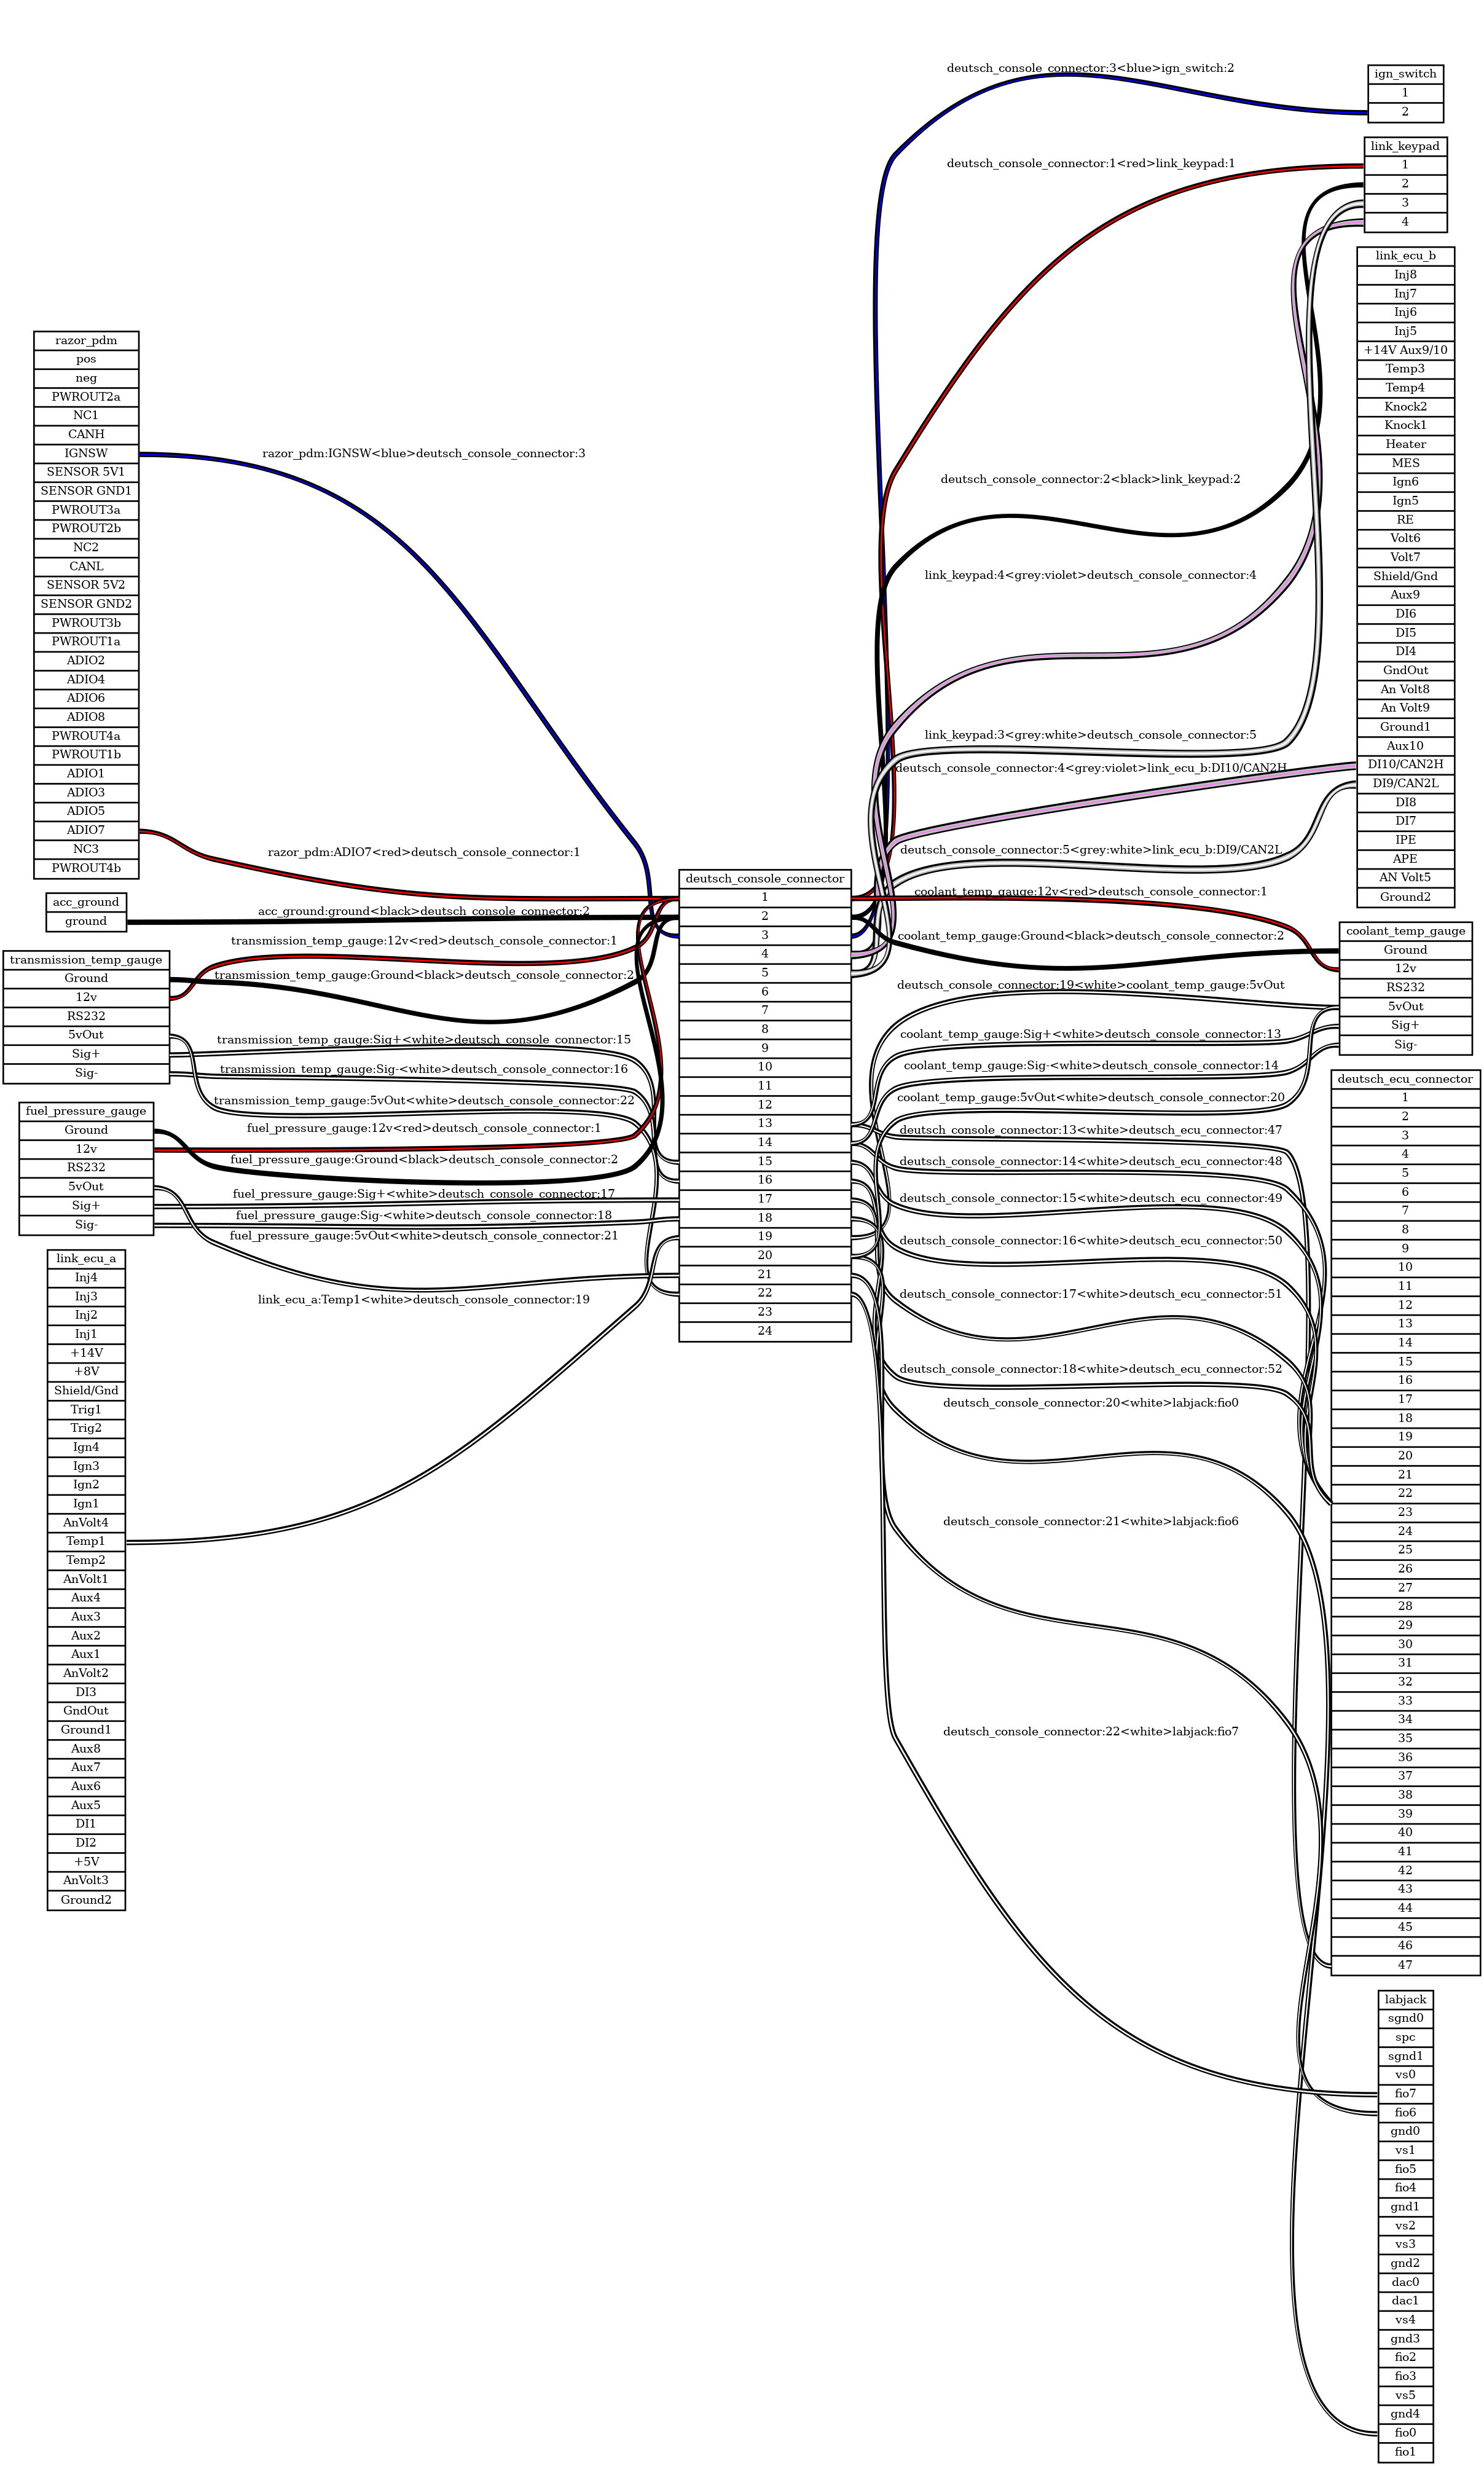 razor_pdm
pos
neg
PWROUT2a
NC1
CANH
IGNSW
SENSOR 5V1
SENSOR GND1
PWROUT3a
PWROUT2b
NC2
CANL
SENSOR 5V2
SENSOR GND2
PWROUT3b
PWROUT1a
ADIO2
ADIO4
ADIO6
ADIO8
PWROUT4a
PWROUT1b
ADIO1
ADIO3
ADIO5
ADIO7
NC3
PWROUT4b
acc_ground
ground
transmission_temp_gauge
Ground
12v
RS232
5vOut
Sig+
Sig-
fuel_pressure_gauge
Ground
12v
RS232
5vOut
Sig+
Sig-
link_ecu_a
Inj4
Inj3
Inj2
Inj1
+14V
+8V
Shield/Gnd
Trig1
Trig2
Ign4
Ign3
Ign2
Ign1
AnVolt4
Temp1
Temp2
AnVolt1
Aux4
Aux3
Aux2
Aux1
AnVolt2
DI3
GndOut
Ground1
Aux8
Aux7
Aux6
Aux5
DI1
DI2
+5V
AnVolt3
Ground2
razor_pdm:IGNSW<blue>deutsch_console_connector:3
razor_pdm:ADIO7<red>deutsch_console_connector:1
acc_ground:ground<black>deutsch_console_connector:2
transmission_temp_gauge:12v<red>deutsch_console_connector:1
transmission_temp_gauge:Ground<black>deutsch_console_connector:2
transmission_temp_gauge:Sig+<white>deutsch_console_connector:15
transmission_temp_gauge:Sig-<white>deutsch_console_connector:16
transmission_temp_gauge:5vOut<white>deutsch_console_connector:22
fuel_pressure_gauge:12v<red>deutsch_console_connector:1
fuel_pressure_gauge:Ground<black>deutsch_console_connector:2
fuel_pressure_gauge:Sig+<white>deutsch_console_connector:17
fuel_pressure_gauge:Sig-<white>deutsch_console_connector:18
fuel_pressure_gauge:5vOut<white>deutsch_console_connector:21
link_ecu_a:Temp1<white>deutsch_console_connector:19
deutsch_console_connector
1
2
3
4
5
6
7
8
9
10
11
12
13
14
15
16
17
18
19
20
21
22
23
24
deutsch_console_connector:3<blue>ign_switch:2
deutsch_console_connector:1<red>link_keypad:1
deutsch_console_connector:2<black>link_keypad:2
link_keypad:4<grey:violet>deutsch_console_connector:4
link_keypad:3<grey:white>deutsch_console_connector:5
deutsch_console_connector:4<grey:violet>link_ecu_b:DI10/CAN2H
deutsch_console_connector:5<grey:white>link_ecu_b:DI9/CAN2L
coolant_temp_gauge:12v<red>deutsch_console_connector:1
coolant_temp_gauge:Ground<black>deutsch_console_connector:2
deutsch_console_connector:19<white>coolant_temp_gauge:5vOut
coolant_temp_gauge:Sig+<white>deutsch_console_connector:13
coolant_temp_gauge:Sig-<white>deutsch_console_connector:14
coolant_temp_gauge:5vOut<white>deutsch_console_connector:20
deutsch_console_connector:13<white>deutsch_ecu_connector:47
deutsch_console_connector:14<white>deutsch_ecu_connector:48
deutsch_console_connector:15<white>deutsch_ecu_connector:49
deutsch_console_connector:16<white>deutsch_ecu_connector:50
deutsch_console_connector:17<white>deutsch_ecu_connector:51
deutsch_console_connector:18<white>deutsch_ecu_connector:52
deutsch_console_connector:20<white>labjack:fio0
deutsch_console_connector:21<white>labjack:fio6
deutsch_console_connector:22<white>labjack:fio7
ign_switch
1
2
link_keypad
1
2
3
4
link_ecu_b
Inj8
Inj7
Inj6
Inj5
+14V Aux9/10
Temp3
Temp4
Knock2
Knock1
Heater
MES
Ign6
Ign5
RE
Volt6
Volt7
Shield/Gnd
Aux9
DI6
DI5
DI4
GndOut
An Volt8
An Volt9
Ground1
Aux10
DI10/CAN2H
DI9/CAN2L
DI8
DI7
IPE
APE
AN Volt5
Ground2
coolant_temp_gauge
Ground
12v
RS232
5vOut
Sig+
Sig-
deutsch_ecu_connector
1
2
3
4
5
6
7
8
9
10
11
12
13
14
15
16
17
18
19
20
21
22
23
24
25
26
27
28
29
30
31
32
33
34
35
36
37
38
39
40
41
42
43
44
45
46
47
labjack
sgnd0
spc
sgnd1
vs0
fio7
fio6
gnd0
vs1
fio5
fio4
gnd1
vs2
vs3
gnd2
dac0
dac1
vs4
gnd3
fio2
fio3
vs5
gnd4
fio0
fio1